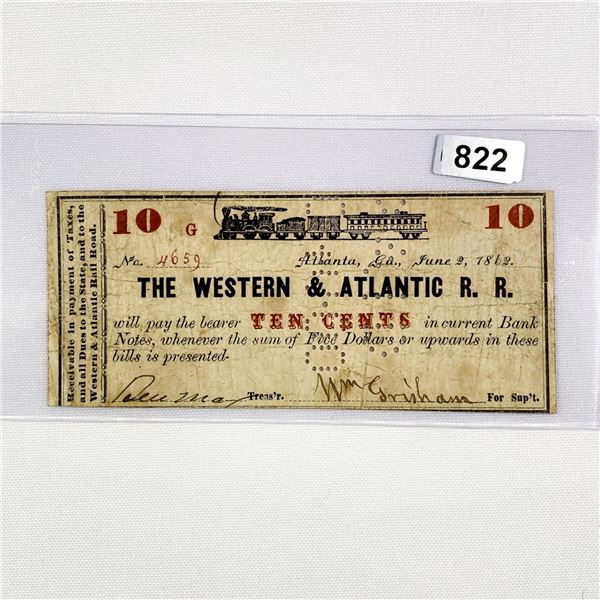 822
10 G 10
No. 4659 Atlanta, Ga., June 2, 1862.
THE WESTERN & ATLANTIC R. R.
will pay the bearer TEN CENTS in current Bank
Notes, whenever the sum of Five Dollars or upwards in these
bills is presented
Treas'r. Wm Grisham For Sup't.
Receivable in payment of Taxes,
and all Dues to the State, and to the
Western & Atlantic Rail Road.